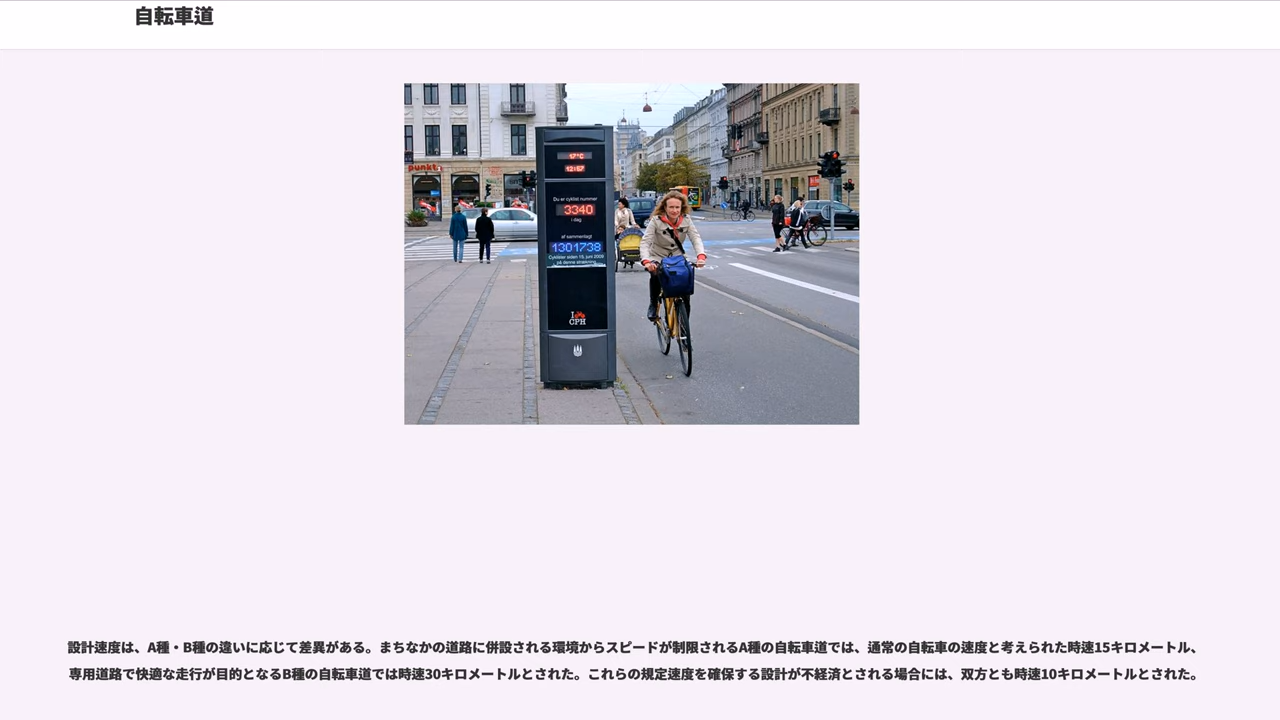 自転車道
punkt.
17°C
12:57
Du er cyklist nummer
3340
i dag
af sammenlagt
1301738
Cyklister siden 15. juni 2009
på denne strækning
I
CPH
設計速度は、A種・B種の違いに応じて差異がある。まちなかの道路に併設される環境からスピードが制限されるA種の自転車道では、通常の自転車の速度と考えられた時速15キロメートル、
専用道路で快適な走行が目的となるB種の自転車道では時速30キロメートルとされた。これらの規定速度を確保する設計が不経済とされる場合には、双方とも時速10キロメートルとされた。